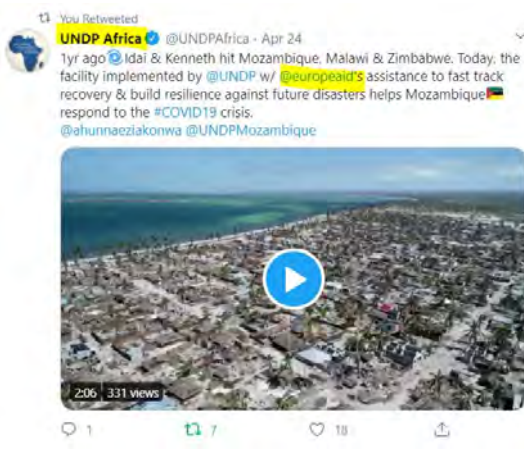 You Retweeted
UNDP Africa @UNDPAfrica · Apr 24
1yr ago Idai & Kenneth hit Mozambique, Malawi & Zimbabwe. Today, the
facility implemented by @UNDP w/ @europeaid's assistance to fast track
recovery & build resilience against future disasters helps Mozambique
respond to the #COVID19 crisis.
@ahunnaeziakonwa @UNDPMozambique
2:06 331 views
1 7 18